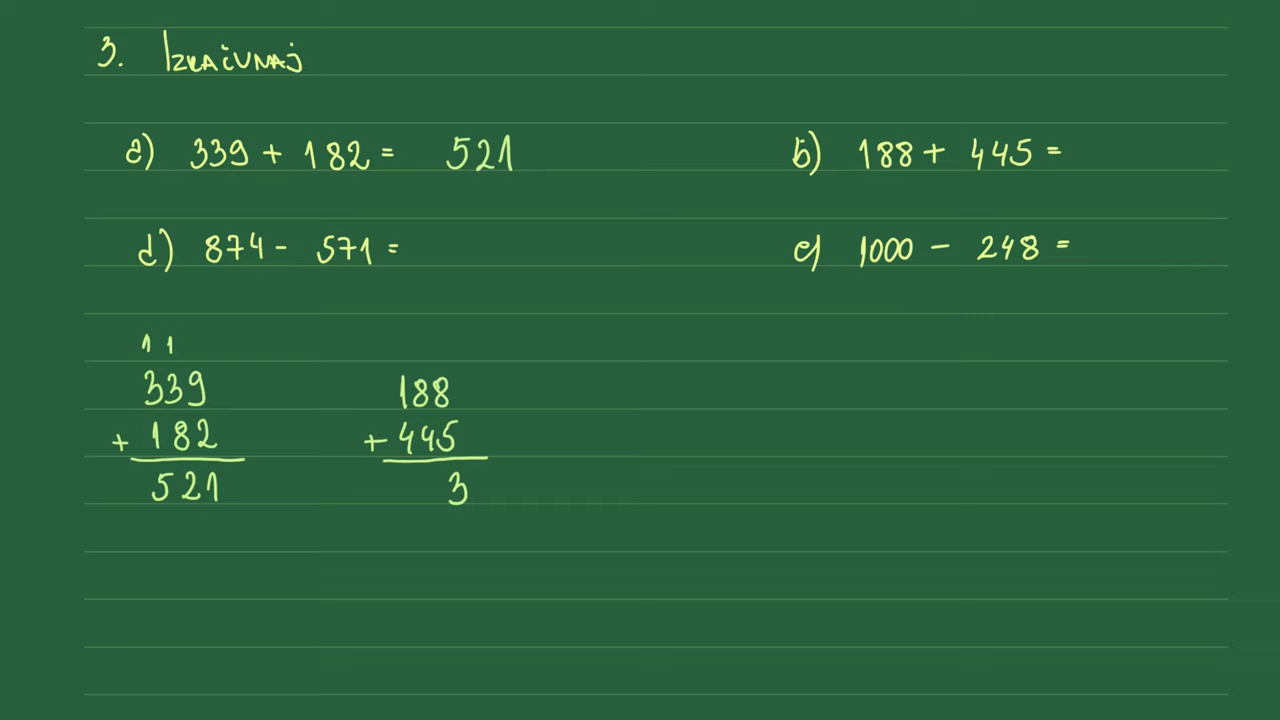 3. Izračunaj
a) 339 + 182 = 521 b) 188 + 445 =
d) 874 - 571 = e) 1000 - 248 =
1 1
339 188
+ 182 + 445
521 3